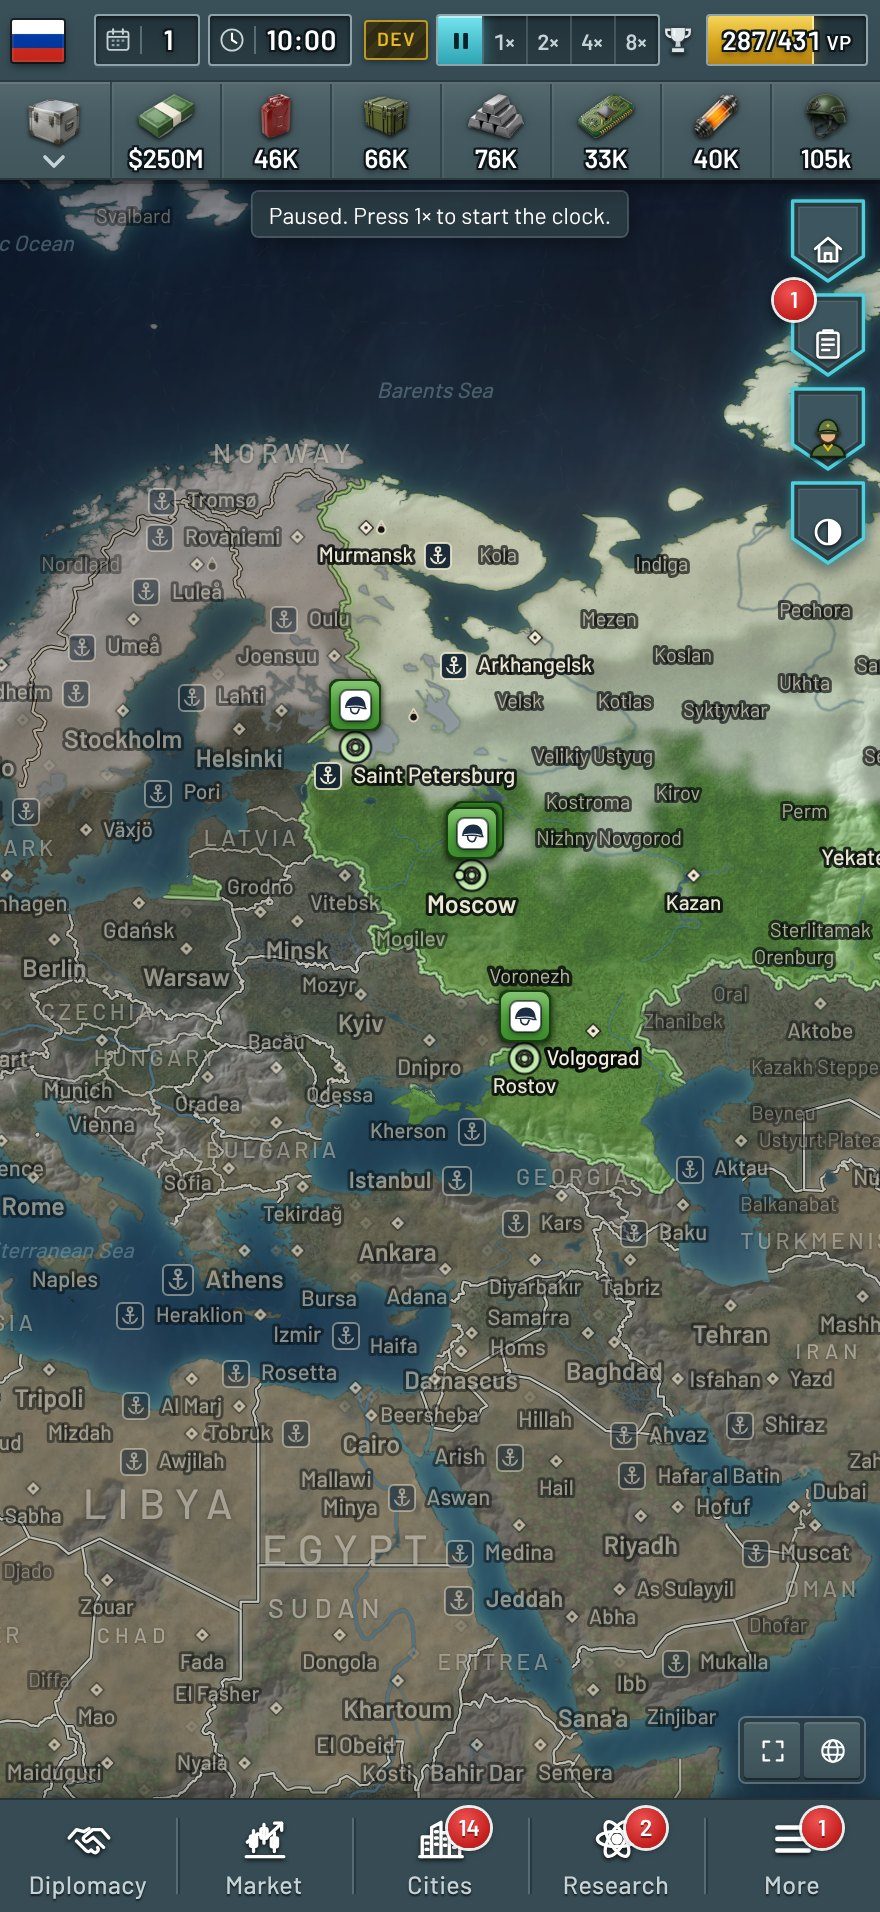 1
10:00
DEV
1×
2×
4×
8×
287/431 VP
$250M
46K
66K
76K
33K
40K
105k
Paused. Press 1× to start the clock.
Svalbard
c Ocean
1
Barents Sea
NORWAY
Tromsø
Rovaniemi
Murmansk
Kola
Nordland
Indiga
Luleå
Oulu
Mezen
Pechora
Umeå
Joensuu
Arkhangelsk
Koslan
Ukhta
dheim
Lahti
Velsk
Kotlas
Syktyvkar
Stockholm
Helsinki
Velikiy Ustyug
Saint Petersburg
Pori
Kostroma
Kirov
Perm
Växjö
LATVIA
Nizhny Novgorod
ARK
Yekate
Grodno
nhagen
Vitebsk
Moscow
Kazan
Gdańsk
Mogilev
Sterlitamak
Minsk
Orenburg
Berlin
Warsaw
Voronezh
Mozyr
Oral
CZECHIA
Kyiv
Zhanibek
Aktobe
Bacău
HUNGARY
art
Dnipro
Volgograd
Kazakh Steppe
Munich
Odessa
Rostov
Oradea
Beyneu
Vienna
Kherson
Ustyurt Platea
BULGARIA
ence
Sofia
Istanbul
GEORGIA
Aktau
Nu
Rome
Tekirdağ
Kars
Baku
Balkanabat
terranean Sea
Ankara
TURKMENIS
Naples
Athens
Bursa
Adana
Diyarbakır
Tabriz
Heraklion
Samarra
Mashh
SIA
Izmir
Haifa
Homs
Tehran
IRAN
Rosetta
Damascus
Baghdad
Isfahan
Yazd
Tripoli
Al Marj
Beersheba
Hillah
Shiraz
Mizdah
Tobruk
Ahvaz
ud
Cairo
Awjilah
Arish
Zah
Mallawi
Hail
Hafar al Batin
Dubai
Sabha
LIBYA
Minya
Aswan
Hofuf
EGYPT
Medina
Riyadh
Muscat
Djado
As Sulayyil
OMAN
Zouar
SUDAN
Jeddah
Abha
Dhofar
R
CHAD
Fada
Dongola
ERITREA
Mukalla
Diffa
El Fasher
Ibb
Mao
Khartoum
Sana'a
Zinjibar
El Obeid
Maiduguri
Nyala
Kosti
Bahir Dar
Semera
14
2
1
Diplomacy
Market
Cities
Research
More